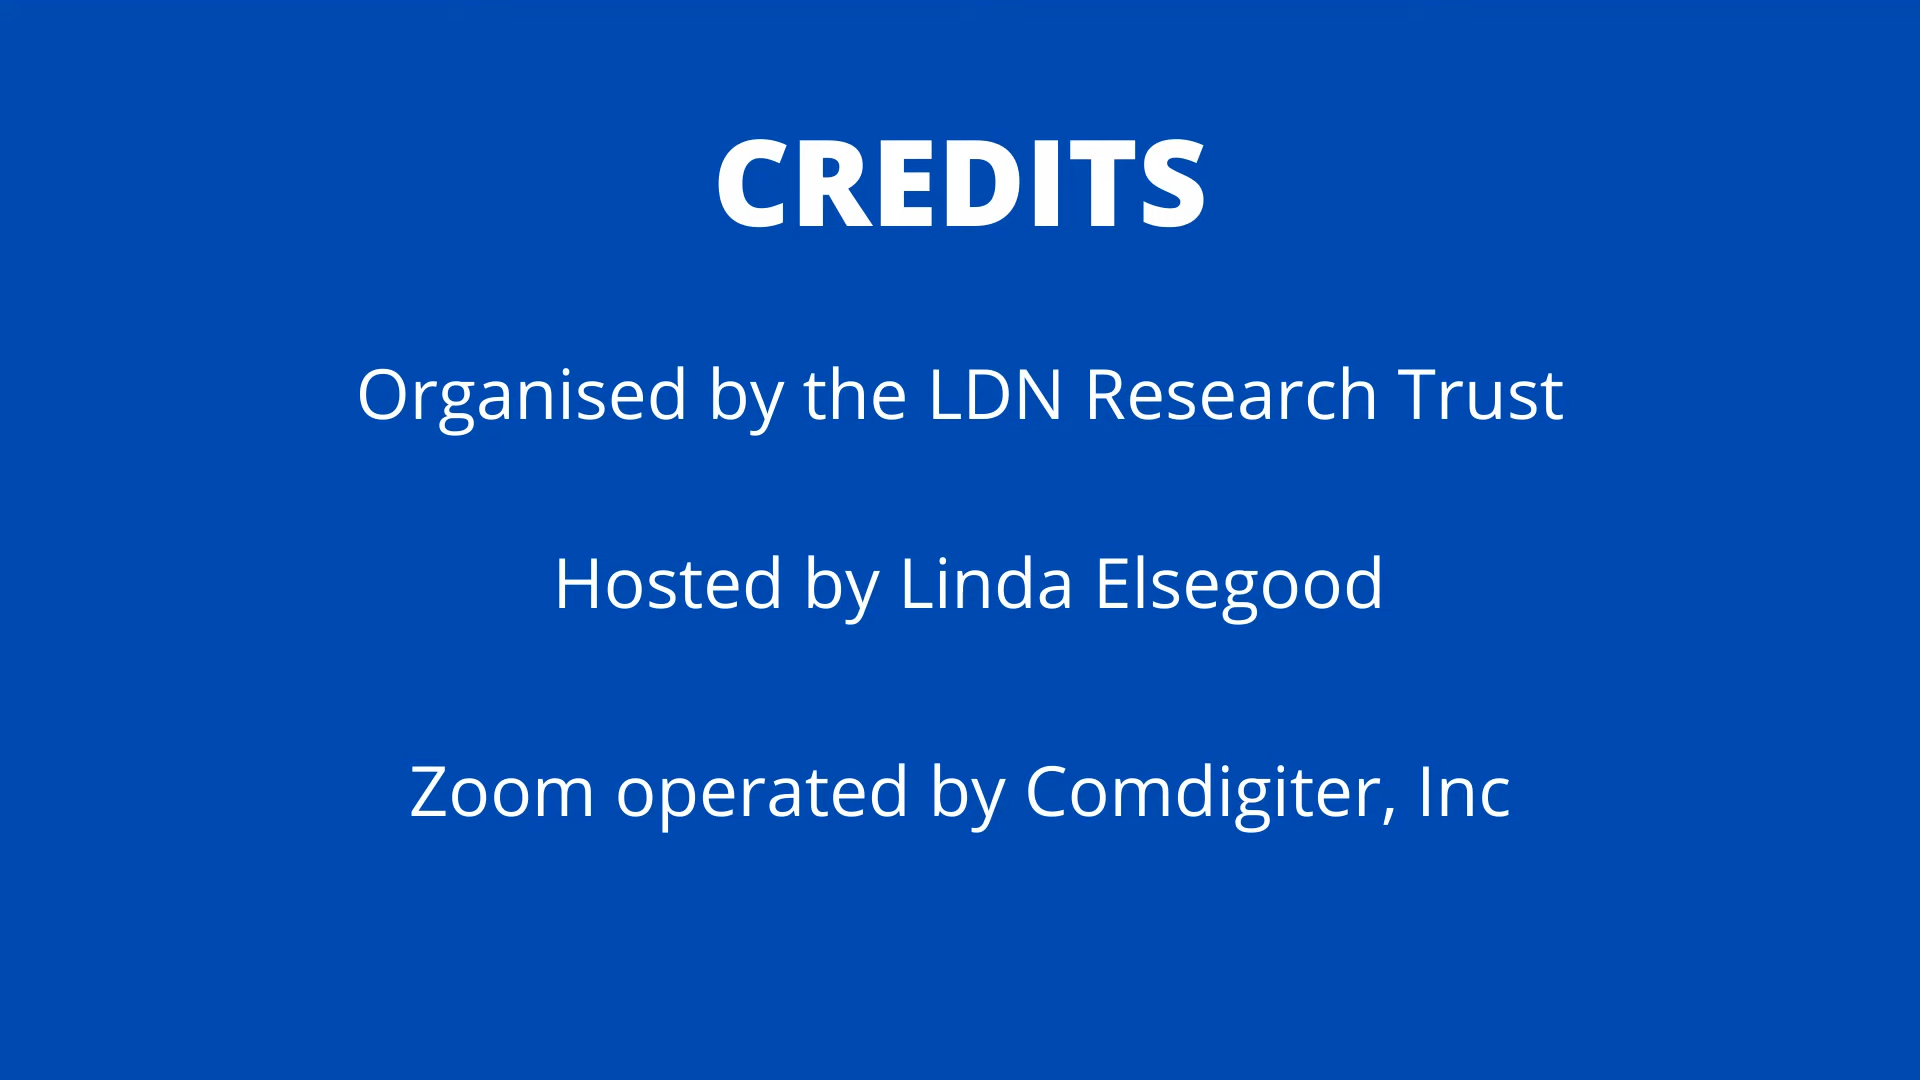 CREDITS
Organised by the LDN Research Trust
Hosted by Linda Elsegood
Zoom operated by Comdigiter, Inc